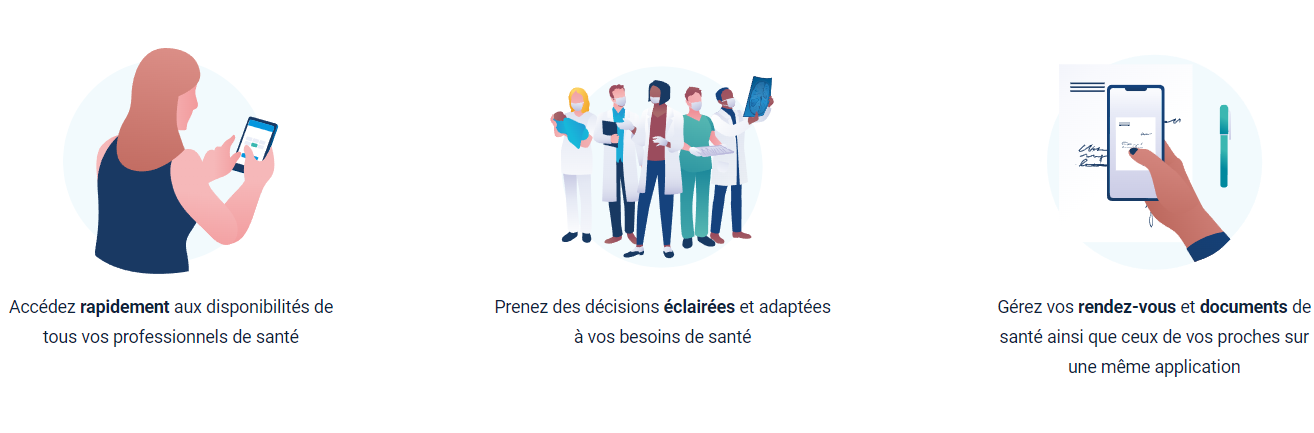 Accédez rapidement aux disponibilités de
tous vos professionnels de santé
Prenez des décisions éclairées et adaptées
à vos besoins de santé
Gérez vos rendez-vous et documents de
santé ainsi que ceux de vos proches sur
une même application